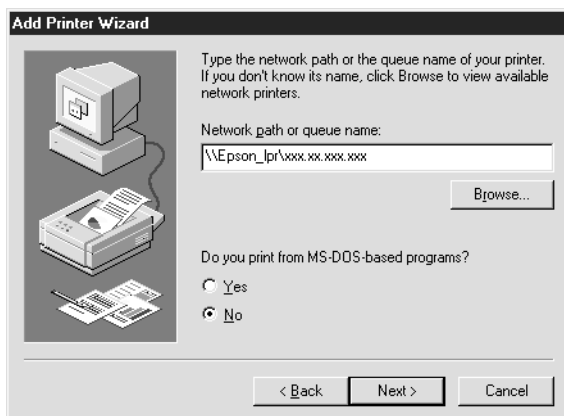 Add Printer Wizard
Type the network path or the queue name of your printer.
If you don't know its name, click Browse to view available
network printers.
Network path or queue name:
\\Epson_lpr\xxx.xx.xxx.xxx
Browse...
Do you print from MS-DOS-based programs?
Yes
No
< Back
Next >
Cancel